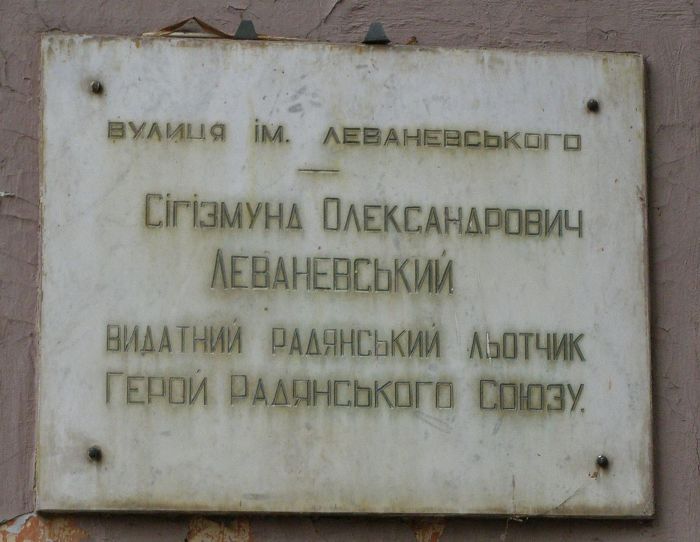 ВУЛИЦЯ ІМ. ЛЕВАНЕВСЬКОГО
—
Сігізмунд Олександрович
Леваневський
ВИДАТНИЙ РАДЯНСЬКИЙ ЛЬОТЧИК
Герой Радянського Союзу.